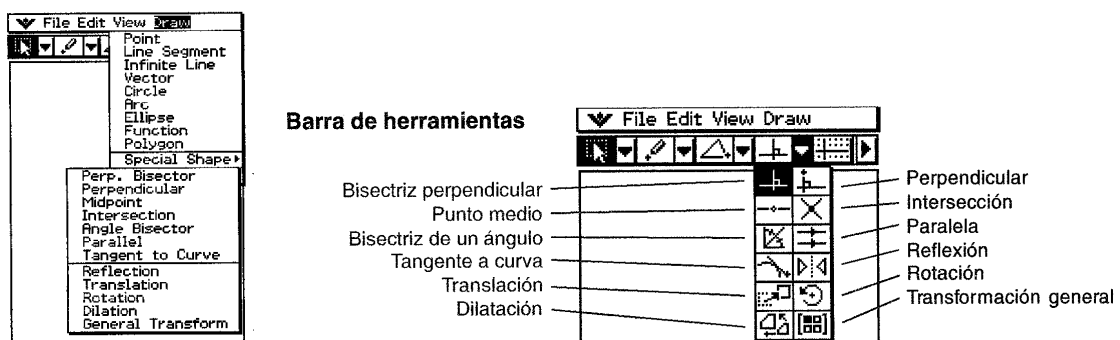 File Edit View Draw
Point
Line Segment
Infinite Line
Vector
Circle
Arc
Ellipse
Function
Polygon
Special Shape
Perp. Bisector
Perpendicular
Midpoint
Intersection
Angle Bisector
Parallel
Tangent to Curve
Reflection
Translation
Rotation
Dilation
General Transform
Barra de herramientas
File Edit View Draw
Bisectriz perpendicular
Punto medio
Bisectriz de un ángulo
Tangente a curva
Translación
Dilatación
Perpendicular
Intersección
Paralela
Reflexión
Rotación
Transformación general